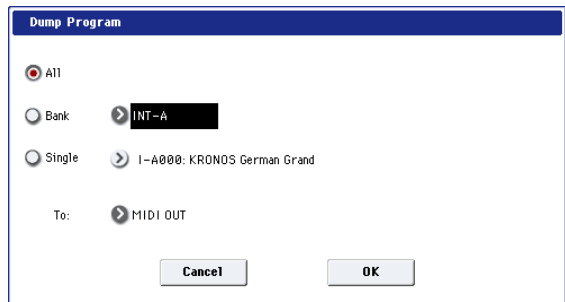 Dump Program
All
Bank INT-A
Single I-A000: KRONOS German Grand
To: MIDI OUT
Cancel OK